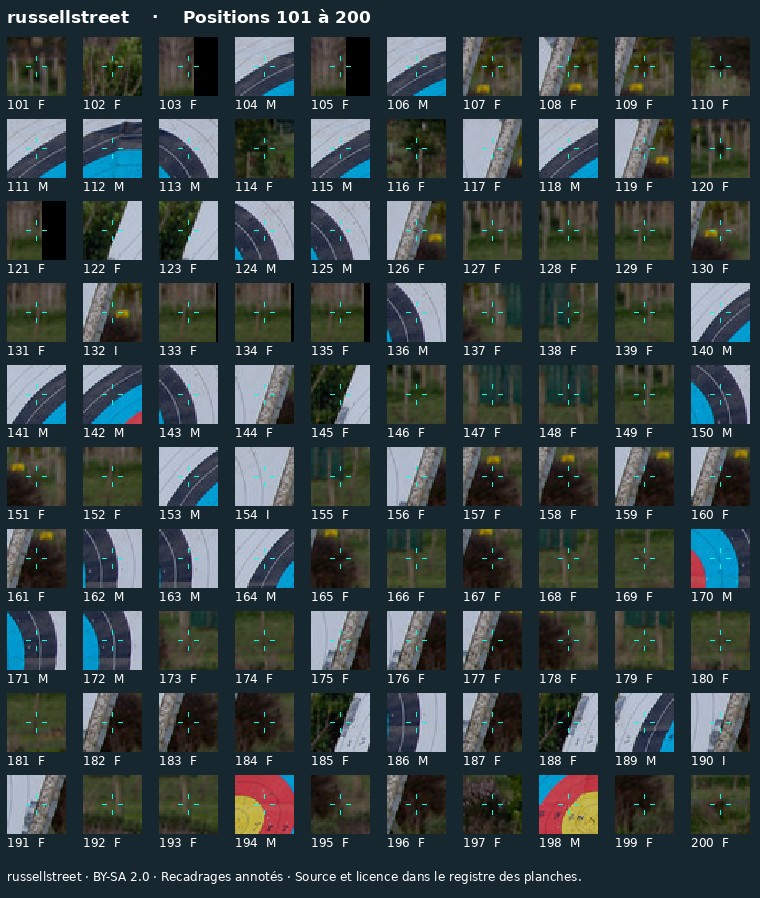 russellstreet · Positions 101 à 200
101 F 102 F 103 F 104 M 105 F 106 M 107 F 108 F 109 F 110 F
111 M 112 M 113 M 114 F 115 M 116 F 117 F 118 M 119 F 120 F
121 F 122 F 123 F 124 M 125 M 126 F 127 F 128 F 129 F 130 F
131 F 132 I 133 F 134 F 135 F 136 M 137 F 138 F 139 F 140 M
141 M 142 M 143 M 144 F 145 F 146 F 147 F 148 F 149 F 150 M
151 F 152 F 153 M 154 I 155 F 156 F 157 F 158 F 159 F 160 F
161 F 162 M 163 M 164 M 165 F 166 F 167 F 168 F 169 F 170 M
171 M 172 M 173 F 174 F 175 F 176 F 177 F 178 F 179 F 180 F
181 F 182 F 183 F 184 F 185 F 186 M 187 F 188 F 189 M 190 I
191 F 192 F 193 F 194 M 195 F 196 F 197 F 198 M 199 F 200 F
russellstreet · BY-SA 2.0 · Recadrages annotés · Source et licence dans le registre des planches.